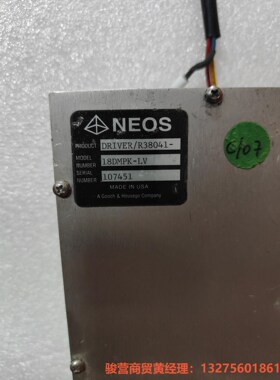 NEOS
PRODUCT DRIVER/R38041-
MODEL NUMBER 18DMPK-LV
SERIAL NUMBER 107451
MADE IN USA
A Gooch & Housego Company
C/07
骏营商贸黄经理：13275601861